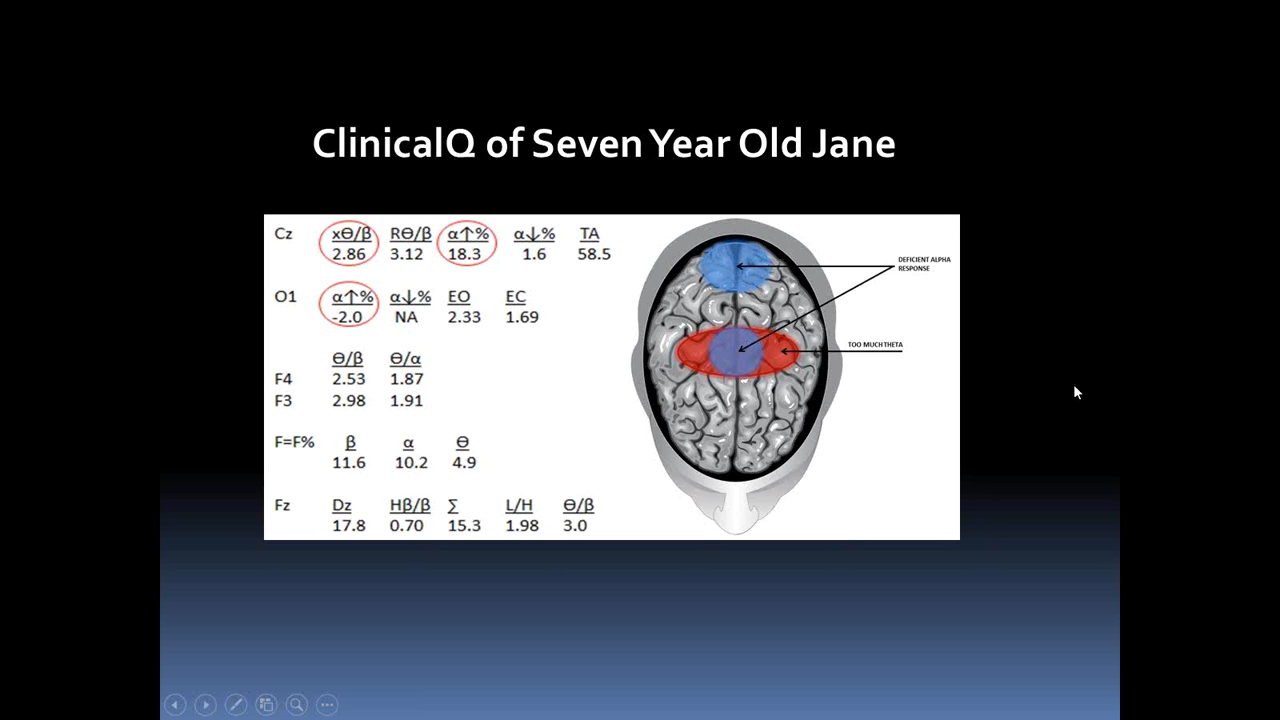 ClinicalQ of Seven Year Old Jane
Cz xϴ/β Rϴ/β α↑% α↓% TA
2.86 3.12 18.3 1.6 58.5
O1 α↑% α↓% EO EC
-2.0 NA 2.33 1.69
ϴ/β ϴ/α
F4 2.53 1.87
F3 2.98 1.91
F=F% β α ϴ
11.6 10.2 4.9
Fz Dz Hβ/β ∑ L/H ϴ/β
17.8 0.70 15.3 1.98 3.0
DEFICIENT ALPHA
RESPONSE
TOO MUCH THETA